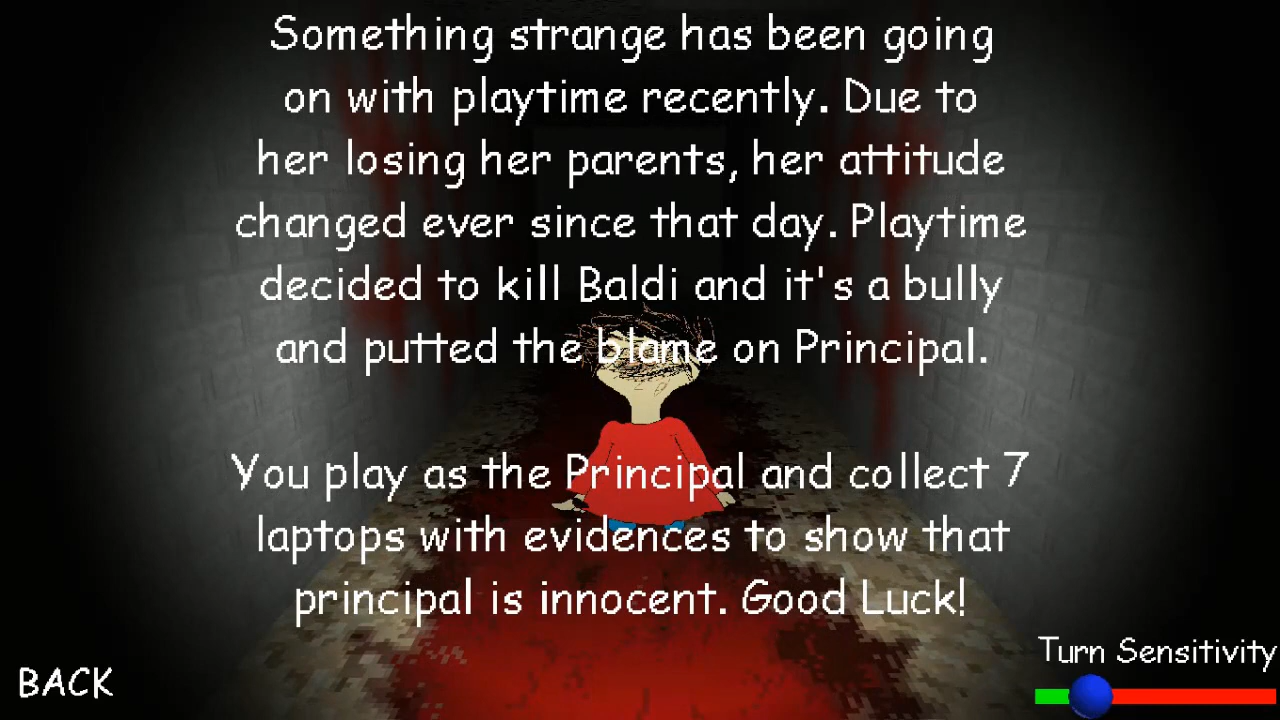 Something strange has been going
on with playtime recently. Due to
her losing her parents, her attitude
changed ever since that day. Playtime
decided to kill Baldi and it's a bully
and putted the blame on Principal.
You play as the Principal and collect 7
laptops with evidences to show that
principal is innocent. Good Luck!
Turn Sensitivity
BACK